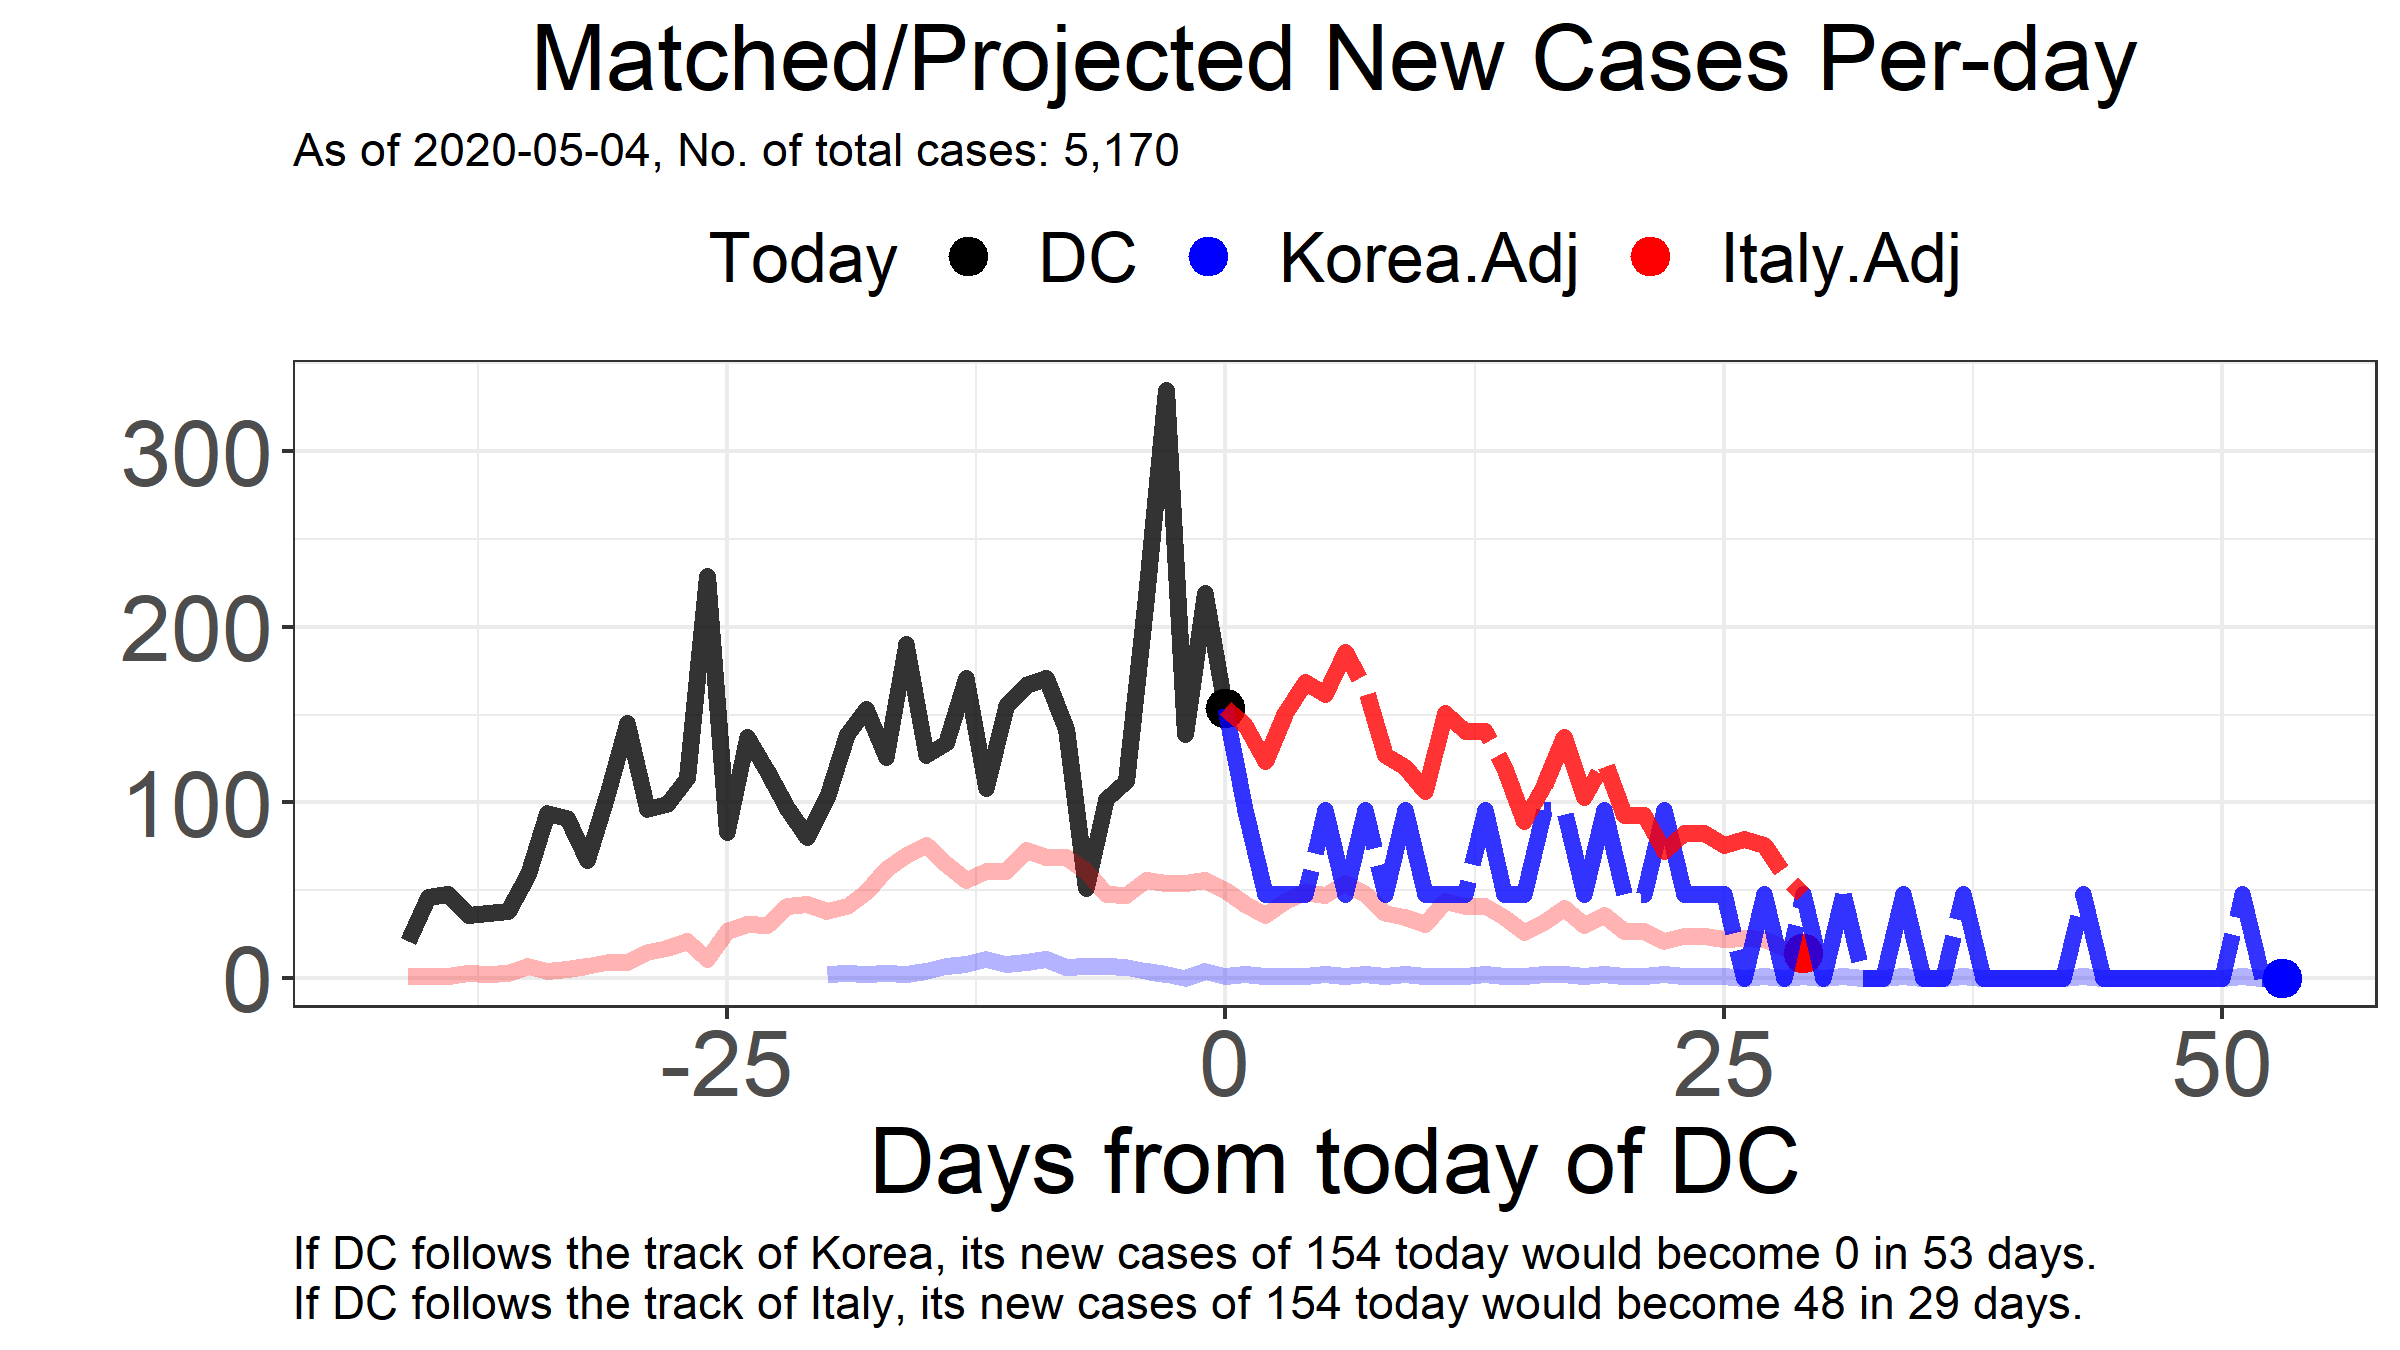 Matched/Projected New Cases Per-day
As of 2020-05-04, No. of total cases: 5,170
Today DC Korea.Adj Italy.Adj
300
200
100
0
-25 0 25 50
Days from today of DC
If DC follows the track of Korea, its new cases of 154 today would become 0 in 53 days.
If DC follows the track of Italy, its new cases of 154 today would become 48 in 29 days.